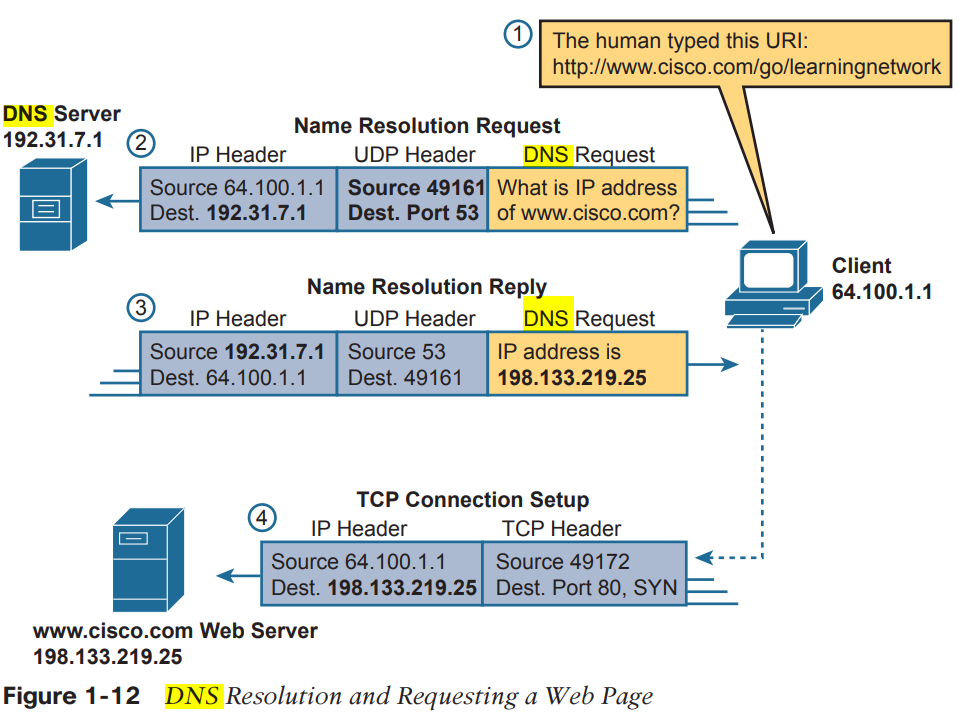 1
The human typed this URI:
http://www.cisco.com/go/learningnetwork
DNS Server
192.31.7.1
2
Name Resolution Request
IP Header
UDP Header
DNS Request
Source 64.100.1.1
Dest. 192.31.7.1
Source 49161
Dest. Port 53
What is IP address
of www.cisco.com?
Client
64.100.1.1
3
Name Resolution Reply
IP Header
UDP Header
DNS Request
Source 192.31.7.1
Dest. 64.100.1.1
Source 53
Dest. 49161
IP address is
198.133.219.25
4
TCP Connection Setup
IP Header
TCP Header
Source 64.100.1.1
Dest. 198.133.219.25
Source 49172
Dest. Port 80, SYN
www.cisco.com Web Server
198.133.219.25
Figure 1-12 DNS Resolution and Requesting a Web Page